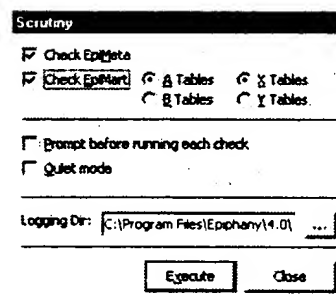 Scrutiny
Check EpiMeta
Check EpiMart A Tables X Tables
B Tables Y Tables
Prompt before running each check
Quiet mode
Logging Dir: C:\Program Files\Epiphany\4.0\ ...
Execute Close